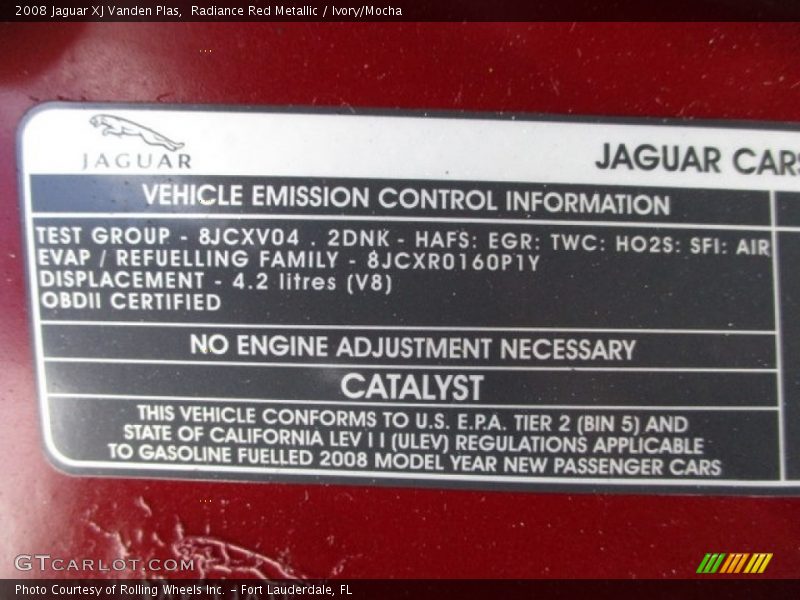 2008 Jaguar XJ Vanden Plas, Radiance Red Metallic / Ivory/Mocha
JAGUAR
JAGUAR CARS
VEHICLE EMISSION CONTROL INFORMATION
TEST GROUP - 8JCXV04 . 2DNK - HAFS: EGR: TWC: HO2S: SFI: AIR
EVAP / REFUELLING FAMILY - 8JCXR0160P1Y
DISPLACEMENT - 4.2 litres (V8)
OBDII CERTIFIED
NO ENGINE ADJUSTMENT NECESSARY
CATALYST
THIS VEHICLE CONFORMS TO U.S. E.P.A. TIER 2 (BIN 5) AND
STATE OF CALIFORNIA LEV I I (ULEV) REGULATIONS APPLICABLE
TO GASOLINE FUELLED 2008 MODEL YEAR NEW PASSENGER CARS
GTCARLOT.COM
Photo Courtesy of Rolling Wheels Inc. - Fort Lauderdale, FL